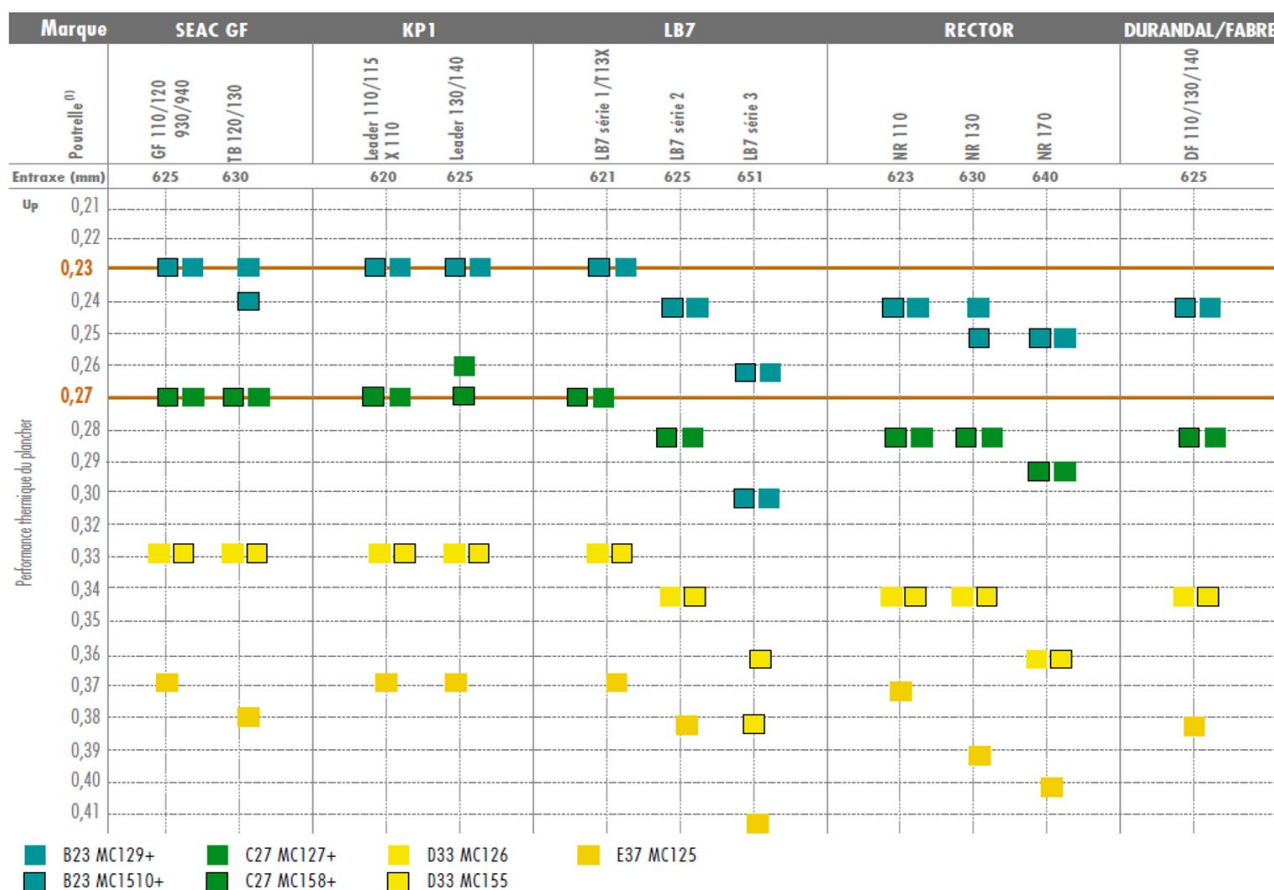 Marque SEAC GF KP1 LB7 RECTOR DURANDAL/FABRE
Poutrelle (1)
GF 110/120
930/940
TB 120/130
Leader 110/115
X 110
Leader 130/140
LB7 série 1/T13X
LB7 série 2
LB7 série 3
NR 110
NR 130
NR 170
DF 110/130/140
Entraxe (mm) 625 630 620 625 621 625 651 623 630 640 625
Up 0,21
0,22
0,23
0,24
0,25
0,26
0,27
0,28
0,29
0,30
0,32
0,33
0,34
0,35
0,36
0,37
0,38
0,39
0,40
0,41
Performance thermique du plancher
B23 MC129+ C27 MC127+ D33 MC126 E37 MC125
B23 MC1510+ C27 MC158+ D33 MC155